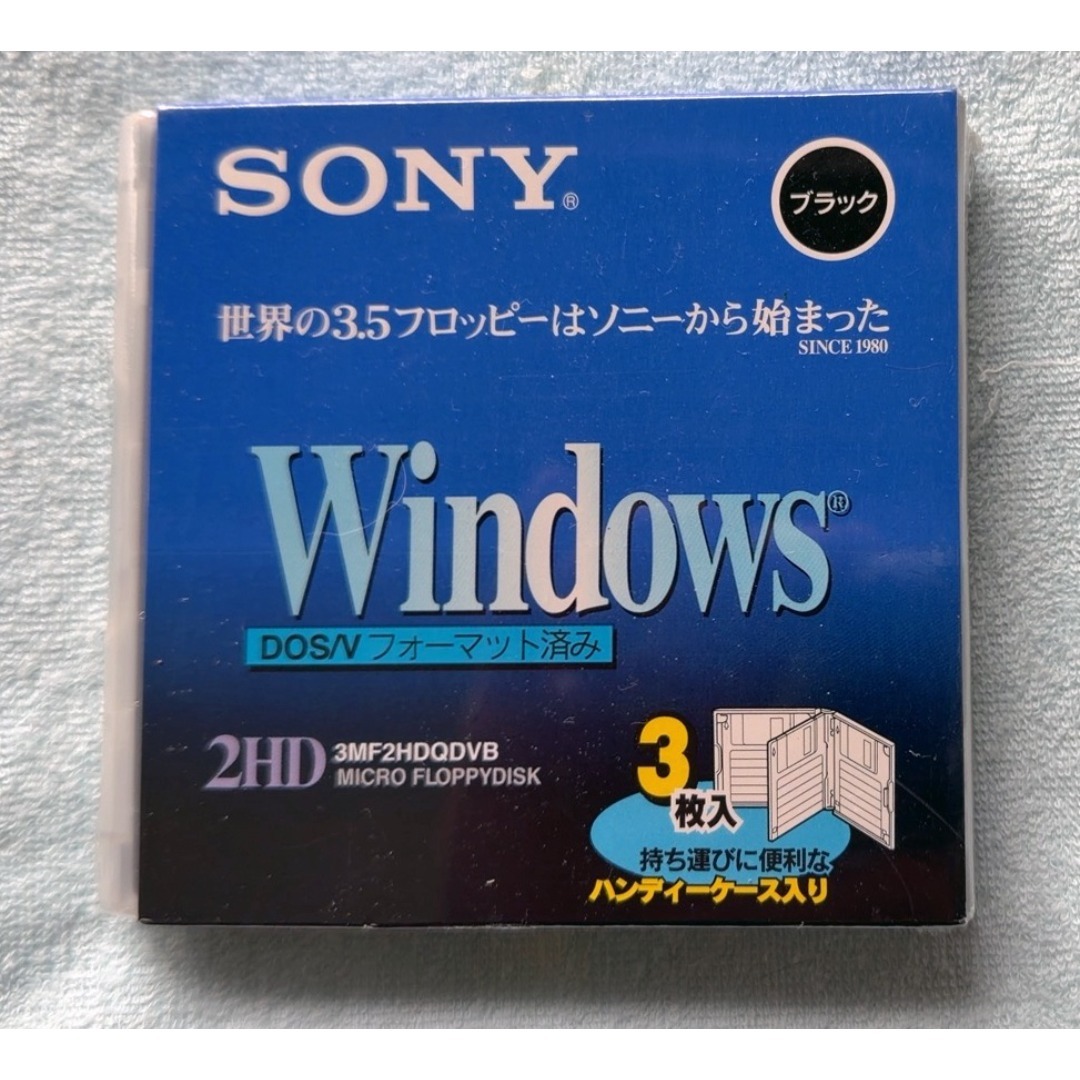 SONY®
ブラック
世界の3.5フロッピーはソニーから始まった
SINCE 1980
Windows®
DOS/V フォーマット済み
2HD 3MF2HDQDVB
MICRO FLOPPYDISK
3
枚入
持ち運びに便利な
ハンディーケース入り